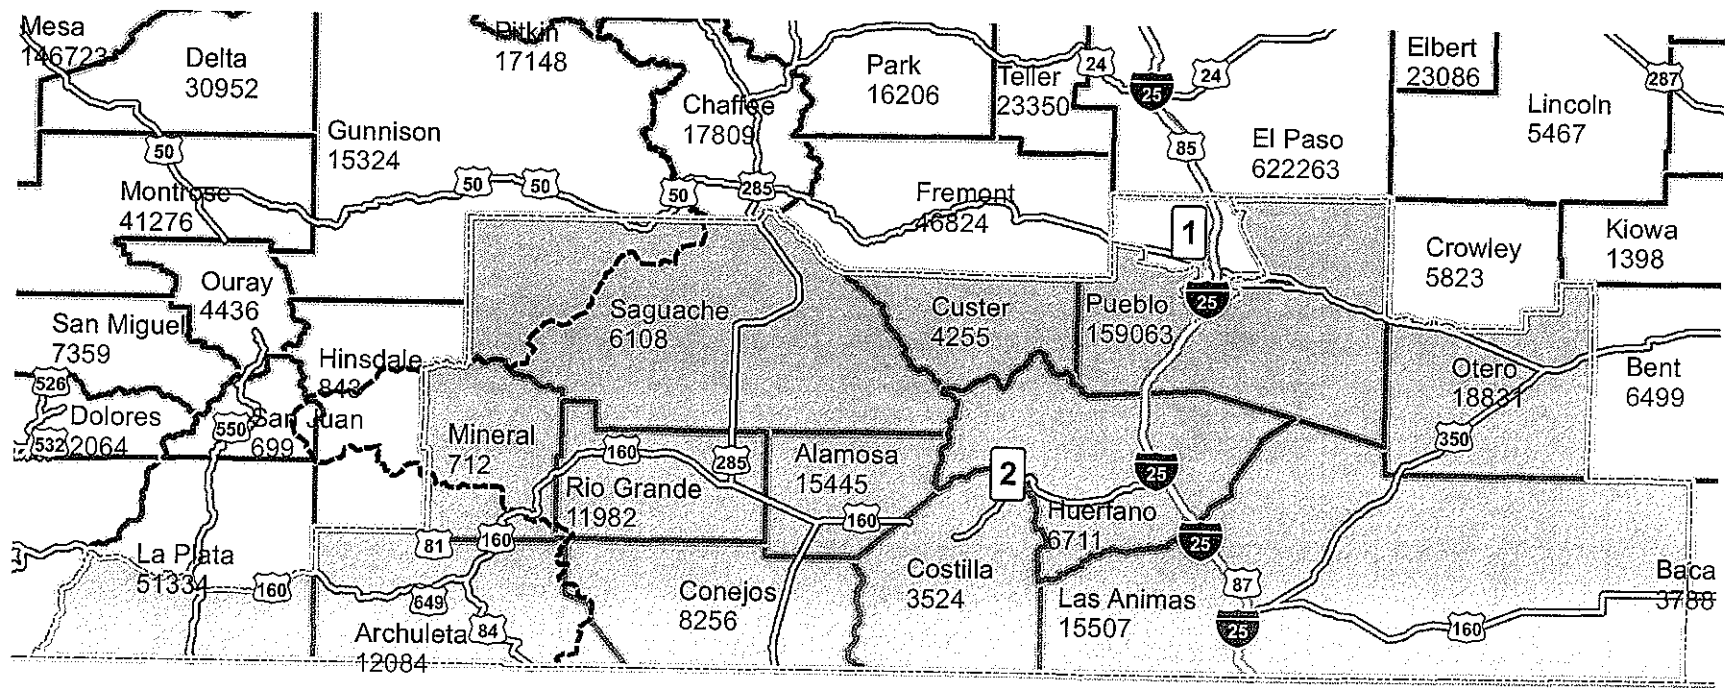 Mesa
146723
Delta
30952
Pitkin
17148
Park
16206
Teller
23350
24
24
25
Elbert
23086
287
Lincoln
5467
Chaffee
17809
Gunnison
15324
50
85
El Paso
622263
Montrose
41276
50
50
50
285
Fremont
46824
1
Kiowa
1398
Crowley
5823
Ouray
4436
25
Saguache
6108
Custer
4255
Pueblo
159063
San Miguel
7359
Hinsdale
843
526
Otero
18831
Bent
6499
Dolores
2064
532
550
San Juan
699
Mineral
712
160
285
Alamosa
15445
2
25
350
Rio Grande
11982
160
Huerfano
6711
81
160
25
La Plata
51334
160
649
Conejos
8256
Costilla
3524
87
Las Animas
15507
Baca
3788
Archuleta
12084
84
25
160